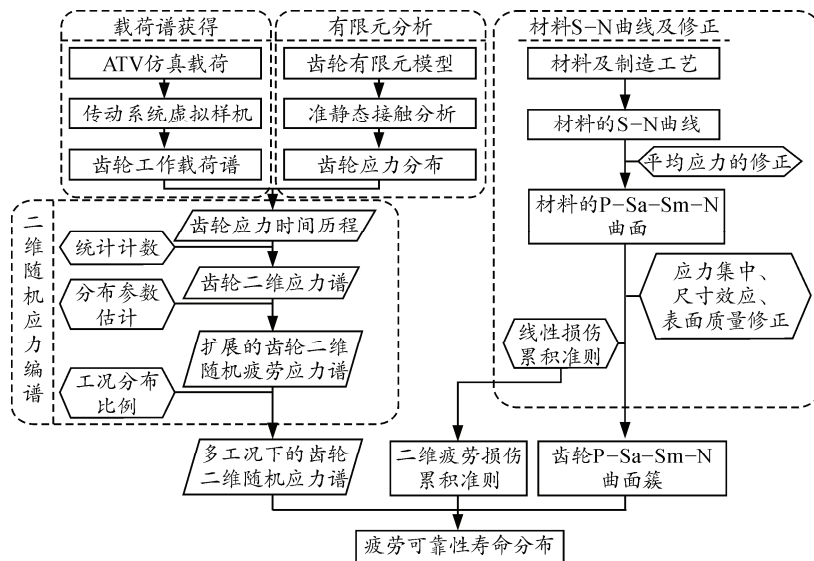 载荷谱获得
ATV仿真载荷
传动系统虚拟样机
齿轮工作载荷谱
有限元分析
齿轮有限元模型
准静态接触分析
齿轮应力分布
材料S-N曲线及修正
材料及制造工艺
材料的S-N曲线
平均应力的修正
材料的P-Sa-Sm-N
曲面
应力集中、
尺寸效应、
表面质量修正
线性损伤
累积准则
二维随机应力编谱
齿轮应力时间历程
统计计数
齿轮二维应力谱
分布参数
估计
扩展的齿轮二维
随机疲劳应力谱
工况分布
比例
多工况下的齿轮
二维随机应力谱
二维疲劳损伤
累积准则
齿轮P-Sa-Sm-N
曲面簇
疲劳可靠性寿命分布